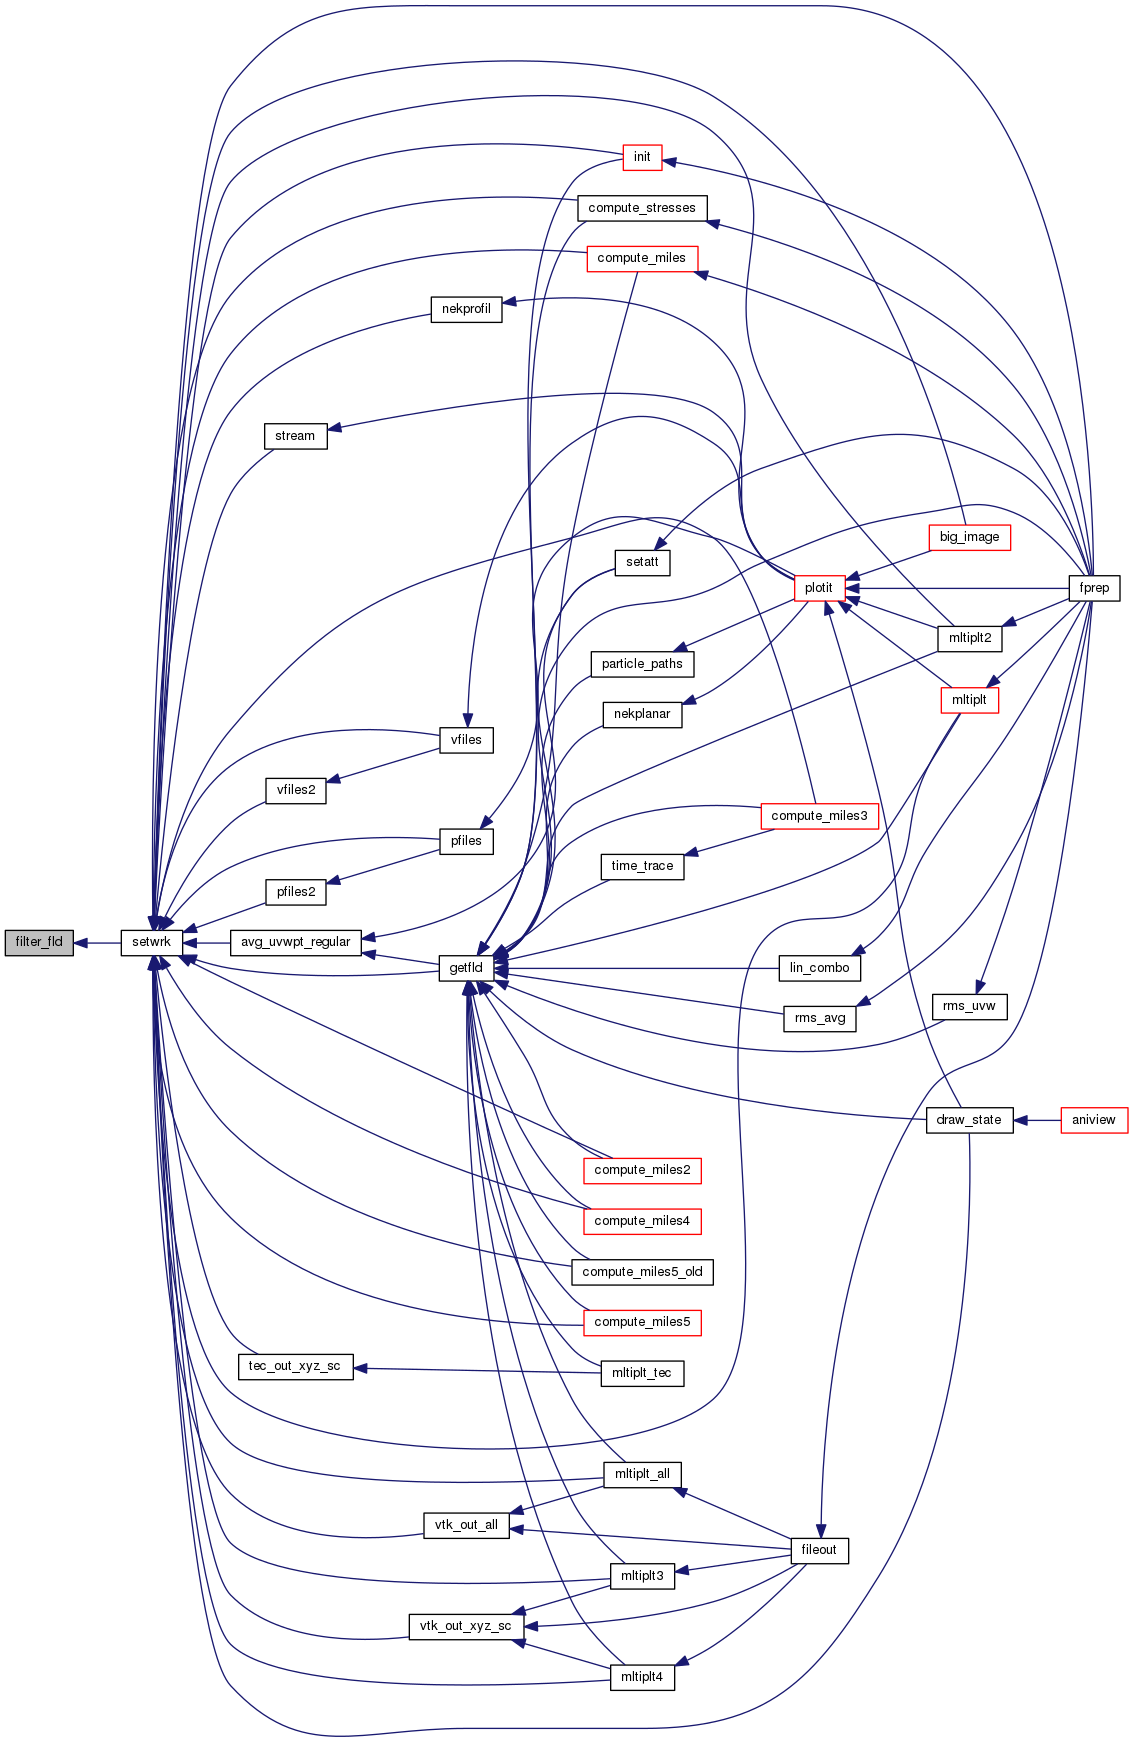 init
compute_stresses
compute_miles
nekprofil
stream
big_image
setatt
plotit
fprep
mltiplt2
particle_paths
mltiplt
nekplanar
vfiles
vfiles2
compute_miles3
pfiles
time_trace
pfiles2
filter_fld
setwrk
avg_uvwpt_regular
getfld
lin_combo
rms_uvw
rms_avg
draw_state
aniview
compute_miles2
compute_miles4
compute_miles5_old
compute_miles5
tec_out_xyz_sc
mltiplt_tec
mltiplt_all
vtk_out_all
fileout
mltiplt3
vtk_out_xyz_sc
mltiplt4